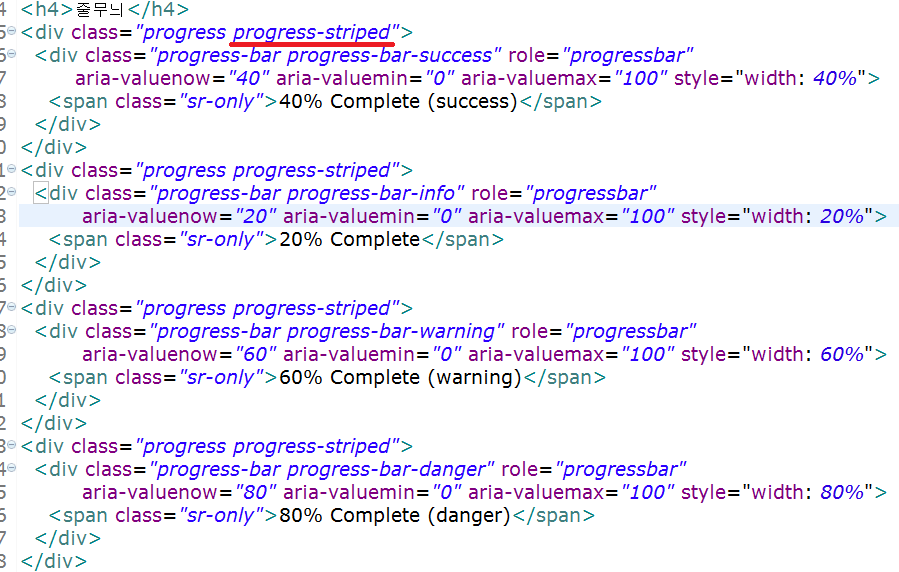 4 <h4>줄무늬</h4>
5 <div class="progress progress-striped">
6 <div class="progress-bar progress-bar-success" role="progressbar"
7 aria-valuenow="40" aria-valuemin="0" aria-valuemax="100" style="width: 40%">
8 <span class="sr-only">40% Complete (success)</span>
9 </div>
0 </div>
1 <div class="progress progress-striped">
2 <div class="progress-bar progress-bar-info" role="progressbar"
3 aria-valuenow="20" aria-valuemin="0" aria-valuemax="100" style="width: 20%">
4 <span class="sr-only">20% Complete</span>
5 </div>
6 </div>
7 <div class="progress progress-striped">
8 <div class="progress-bar progress-bar-warning" role="progressbar"
9 aria-valuenow="60" aria-valuemin="0" aria-valuemax="100" style="width: 60%">
0 <span class="sr-only">60% Complete (warning)</span>
1 </div>
2 </div>
3 <div class="progress progress-striped">
4 <div class="progress-bar progress-bar-danger" role="progressbar"
5 aria-valuenow="80" aria-valuemin="0" aria-valuemax="100" style="width: 80%">
6 <span class="sr-only">80% Complete (danger)</span>
7 </div>
8 </div>